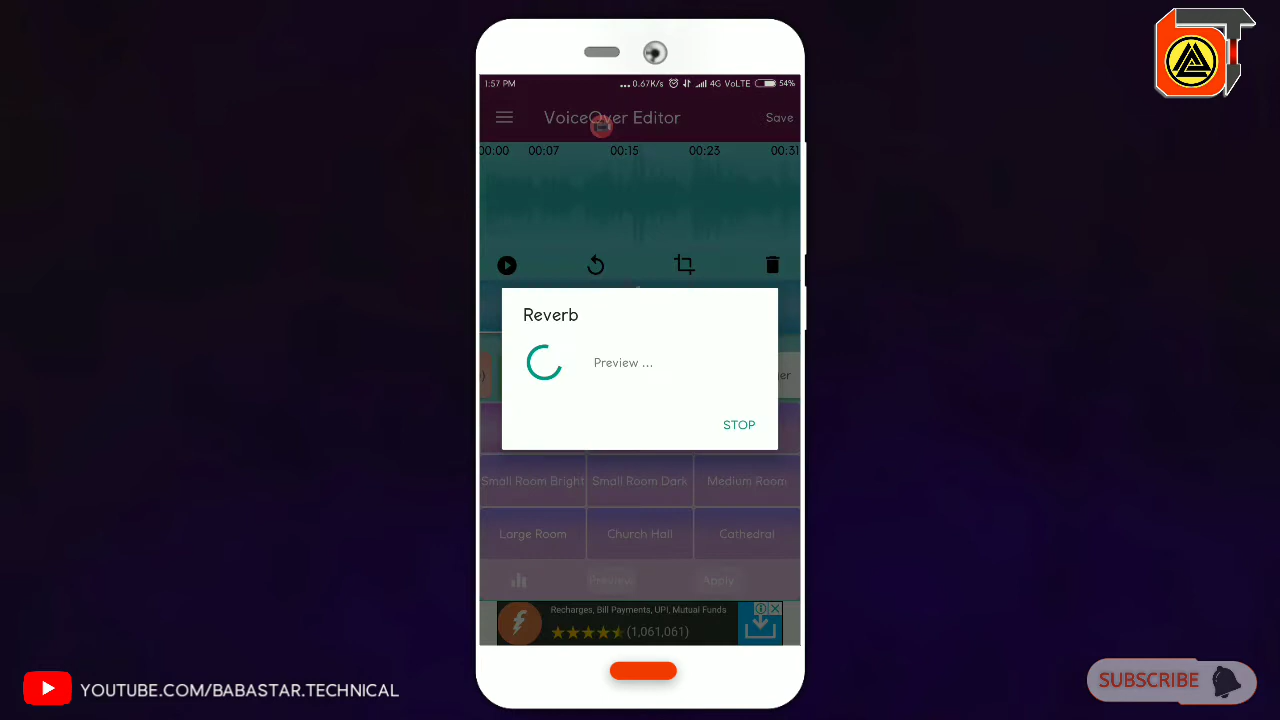 1:57 PM
0.67K/s 4G VoLTE 54%
VoiceOver Editor
Save
00:00 00:07 00:15 00:23 00:31
Reverb
Preview ...
STOP
Small Room Bright
Small Room Dark
Medium Room
Large Room
Church Hall
Cathedral
Preview
Apply
Recharges, Bill Payments, UPI, Mutual Funds
(1,061,061)
YOUTUBE.COM/BABASTAR.TECHNICAL
SUBSCRIBE